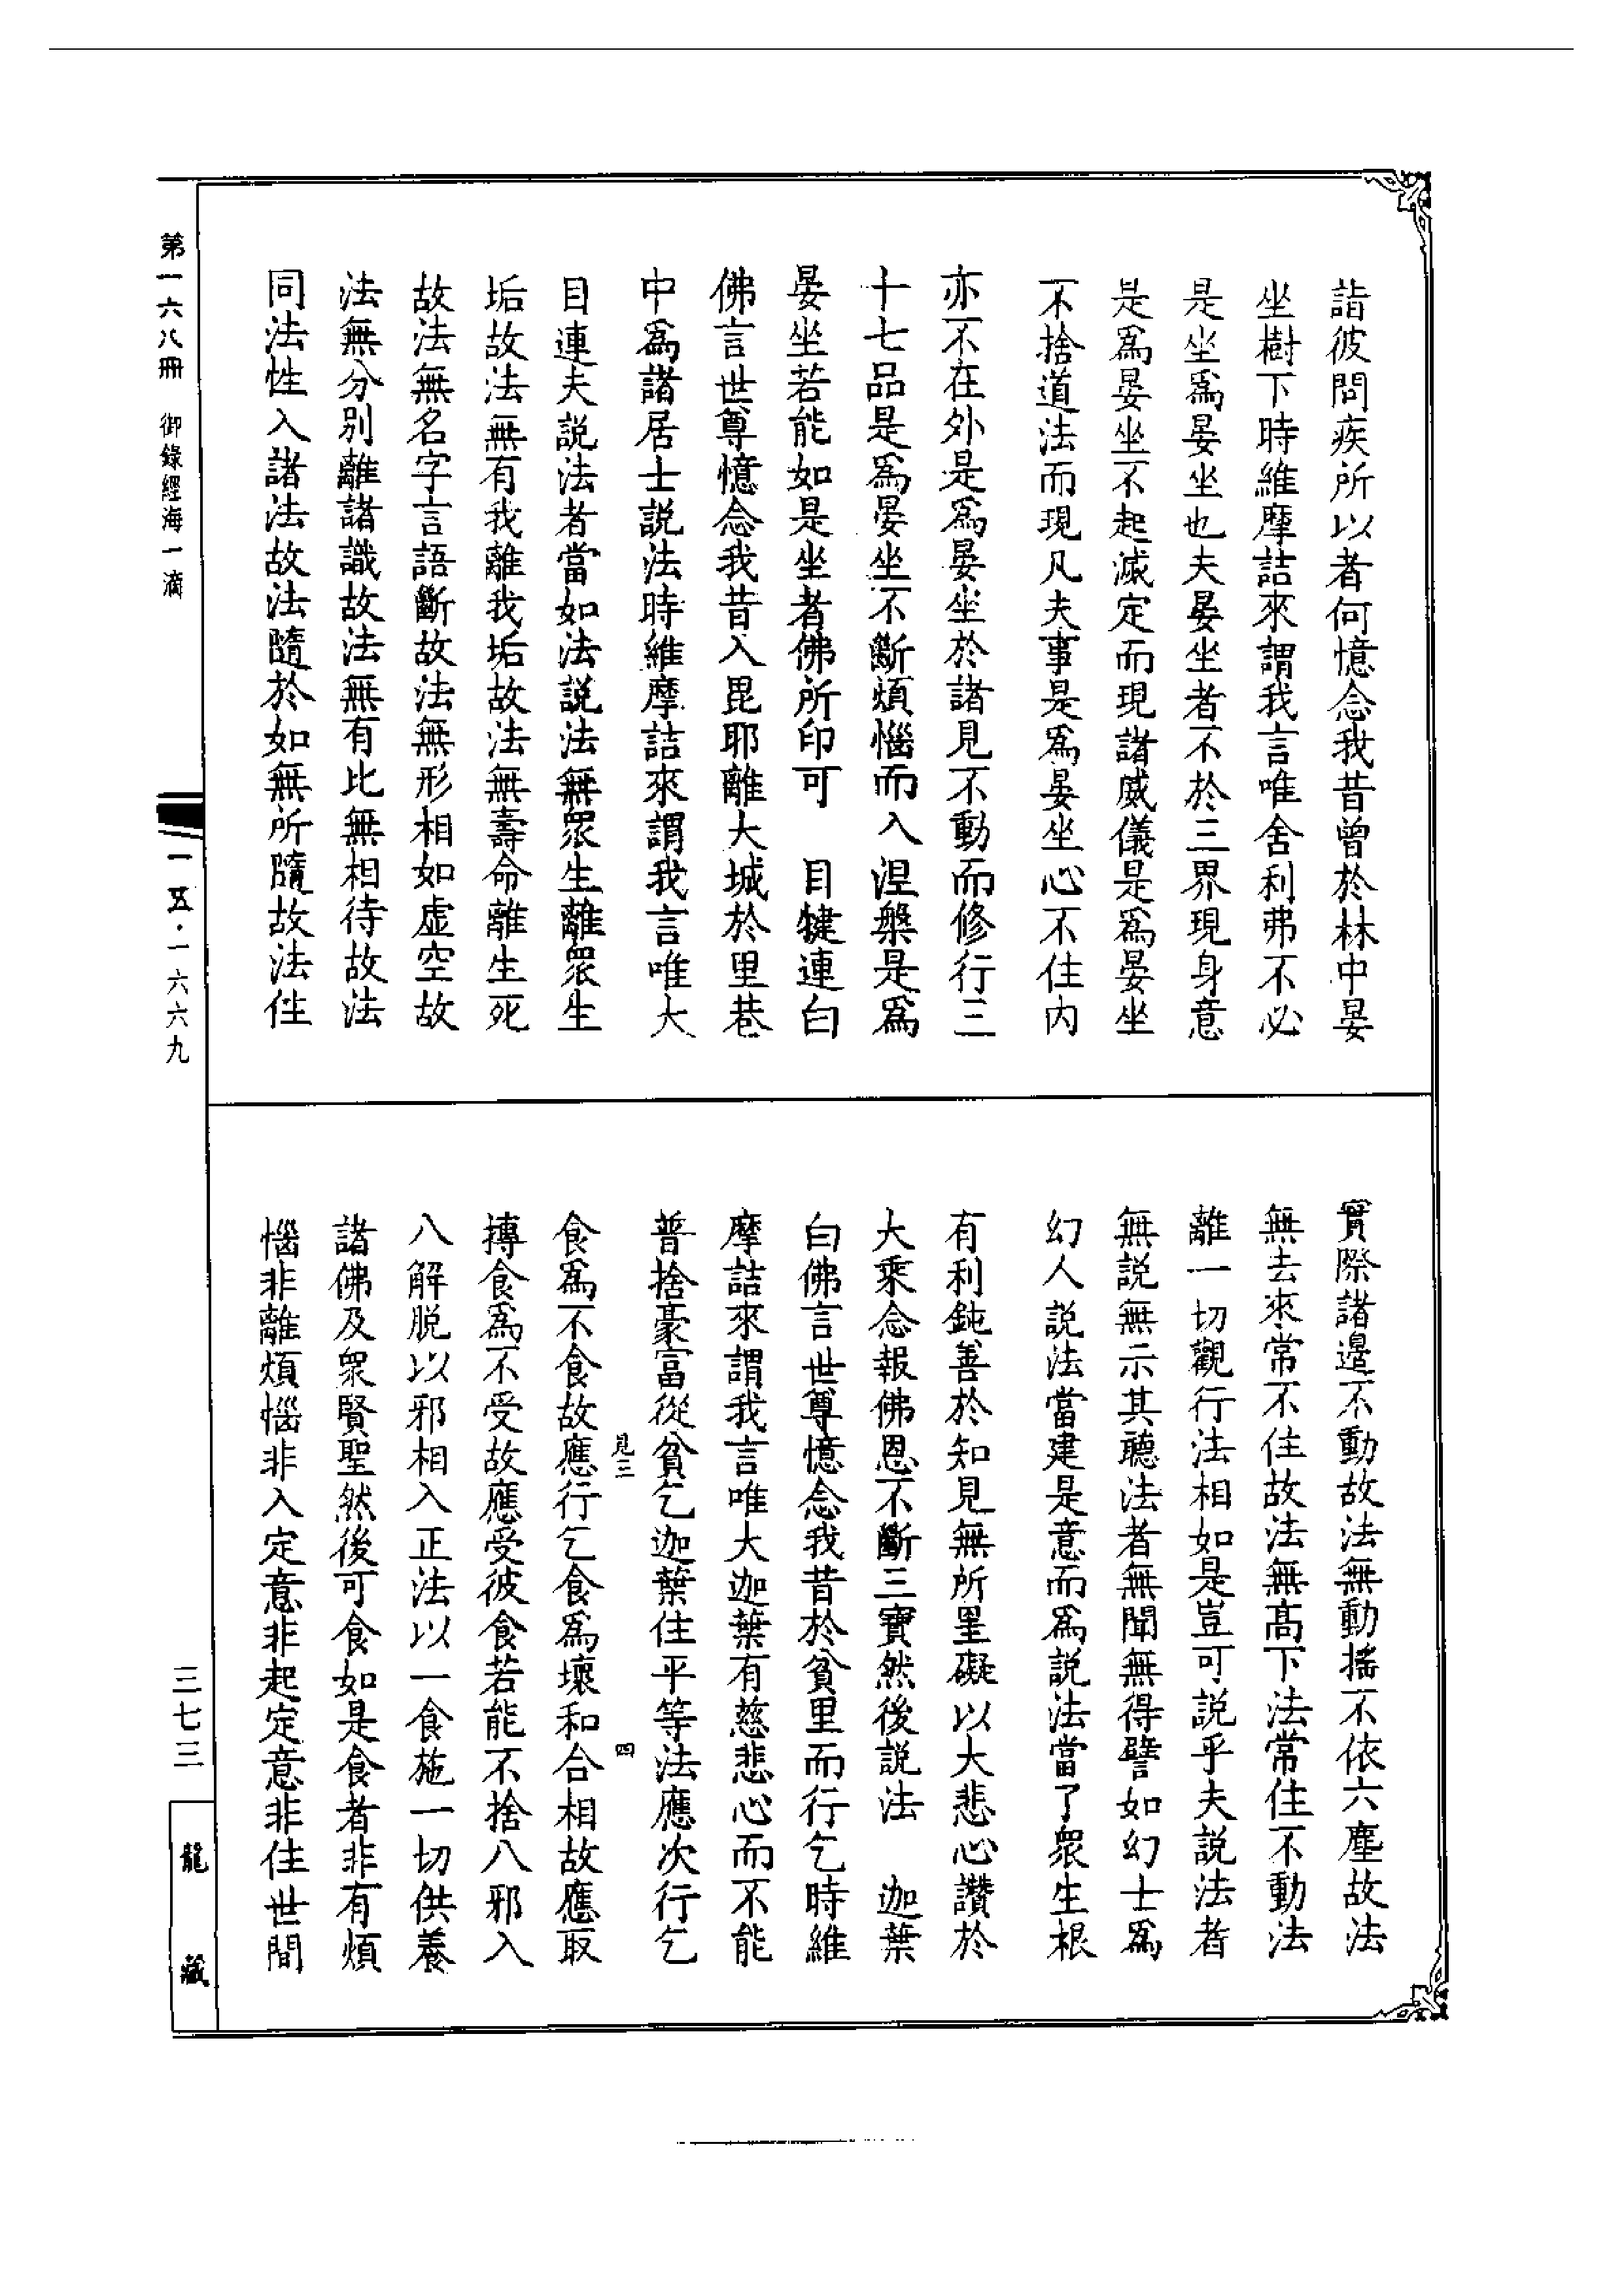 詣彼問疾所以者何憶念我昔曾於林中晏
坐樹下時維摩詰來謂我言唯舍利弗不必
是坐爲晏坐也夫晏坐者不於三界現身意
是爲晏坐不起滅定而現諸威儀是爲晏坐
不捨道法而現凡夫事是爲晏坐心不住内
亦不在外是爲晏坐於諸見不動而修行三
十七品是爲晏坐不斷煩惱而入涅槃是爲
晏坐若能如是坐者佛所印可　目犍連白
佛言世尊憶念我昔入毘耶離大城於里巷
中爲諸居士説法時維摩詰來謂我言唯大
目連夫説法者當如法説法無眾生離眾生
垢故法無有我離我垢故法無壽命離生死
故法無名字言語斷故法無形相如虛空故
法無分别離諸識故法無有比無相待故法
同法性入諸法故法隨於如無所隨故法住
實際諸邊不動故法無動搖不依六塵故法
無去來常不住故法無高下法常住不動法
離一切觀行法相如是豈可説乎夫説法者
無説無示其聽法者無聞無得譬如幻士爲
幻人説法當建是意而爲説法當了眾生根
有利鈍善於知見無所罣礙以大悲心讚於
大乘念報佛恩不斷三寶然後説法　迦葉
白佛言世尊憶念我昔於貧里而行乞時維
摩詰來謂我言唯大迦葉有慈悲心而不能
普捨豪富從貧乞迦葉住平等法應次行乞
見三　四
食爲不食故應行乞食爲壞和合相故應取
摶食爲不受故應受彼食若能不捨八邪入
八解脱以邪相入正法以一食施一切供養
諸佛及眾賢聖然後可食如是食者非有煩
惱非離煩惱非入定意非起定意非住世間
第一六八冊　御錄經海一滴
一五·一六六九
三七三
龍藏